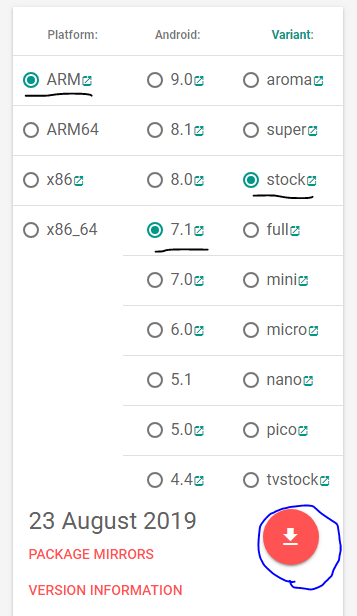 Platform: Android: Variant:
ARM 9.0 aroma
ARM64 8.1 super
x86 8.0 stock
x86_64 7.1 full
7.0 mini
6.0 micro
5.1 nano
5.0 pico
4.4 tvstock
23 August 2019
PACKAGE MIRRORS
VERSION INFORMATION